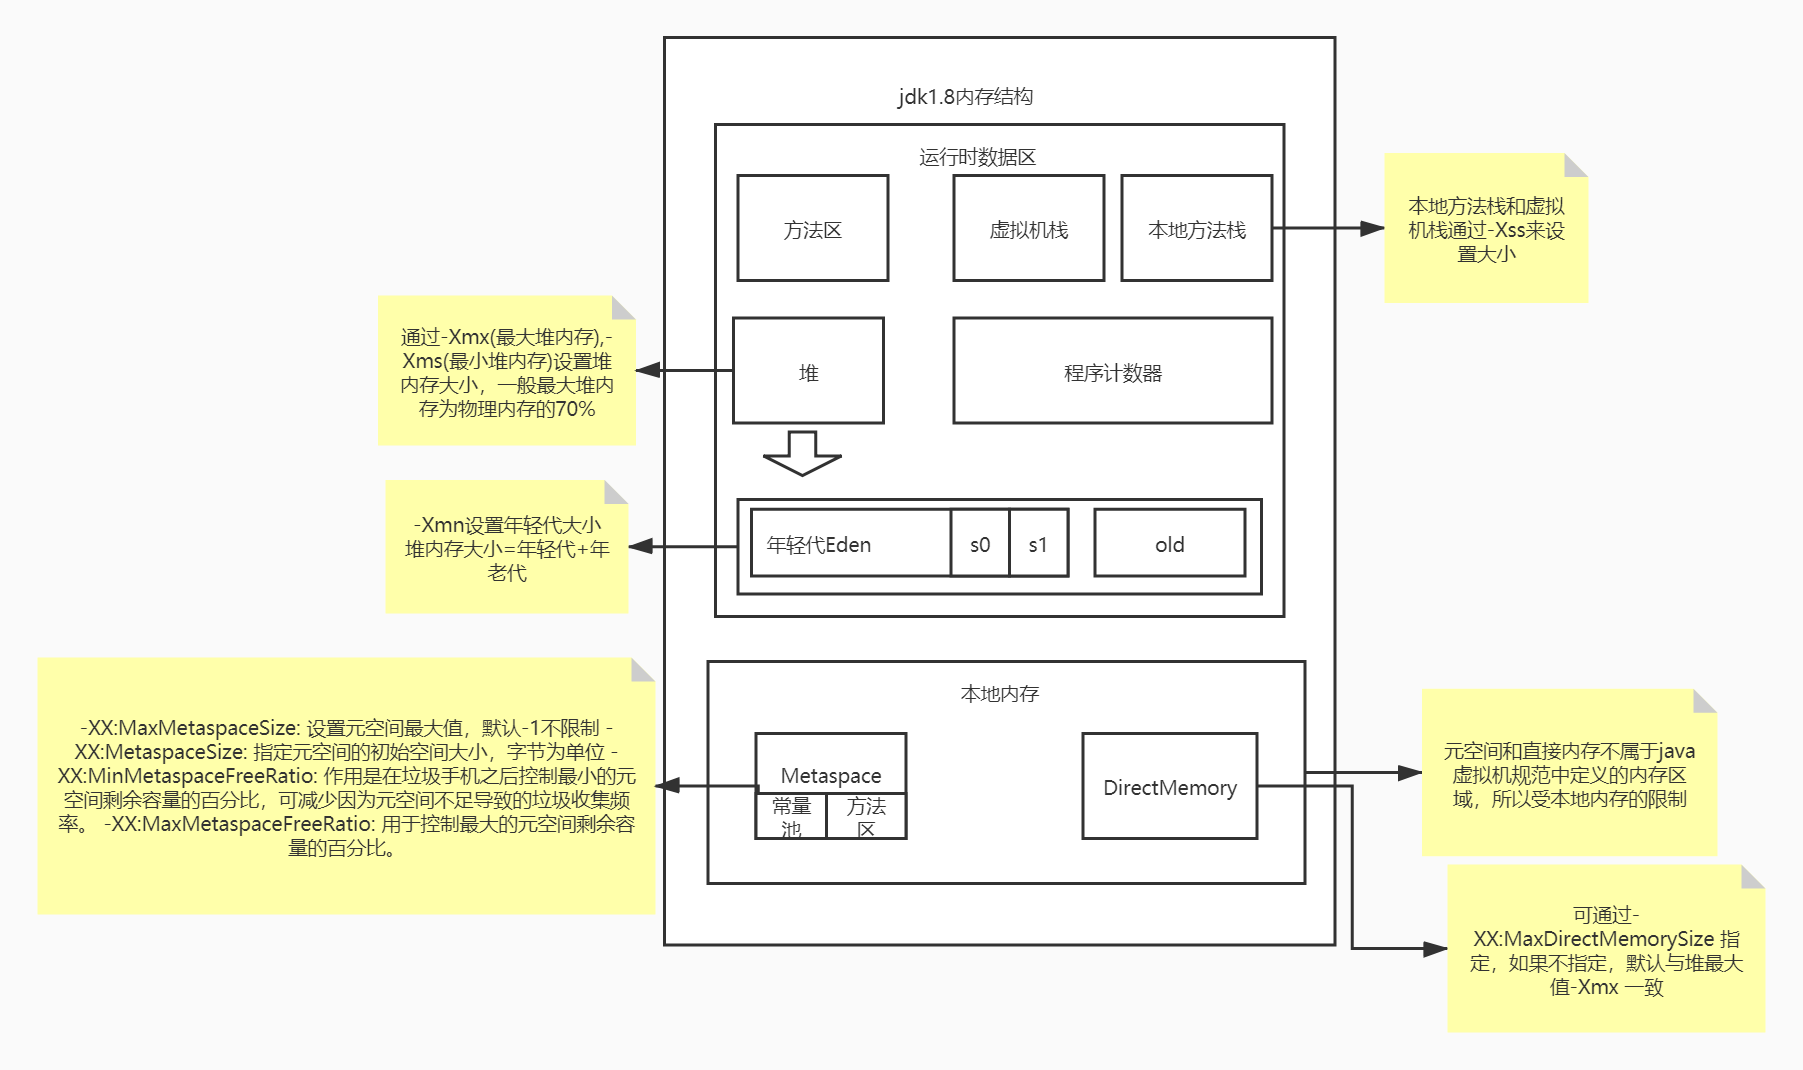 jdk1.8内存结构
运行时数据区
方法区
虚拟机栈
本地方法栈
本地方法栈和虚拟
机栈通过-Xss来设
置大小
通过-Xmx(最大堆内存),-
Xms(最小堆内存)设置堆
内存大小，一般最大堆内
存为物理内存的70%
堆
程序计数器
-Xmn设置年轻代大小
堆内存大小=年轻代+年
老代
年轻代Eden
s0
s1
old
本地内存
-XX:MaxMetaspaceSize: 设置元空间最大值，默认-1不限制 -
XX:MetaspaceSize: 指定元空间的初始空间大小，字节为单位 -
XX:MinMetaspaceFreeRatio: 作用是在垃圾手机之后控制最小的元
空间剩余容量的百分比，可减少因为元空间不足导致的垃圾收集频
率。 -XX:MaxMetaspaceFreeRatio: 用于控制最大的元空间剩余容
量的百分比。
Metaspace
常量
池
方法
区
DirectMemory
元空间和直接内存不属于java
虚拟机规范中定义的内存区
域，所以受本地内存的限制
可通过-
XX:MaxDirectMemorySize 指
定，如果不指定，默认与堆最大
值-Xmx 一致